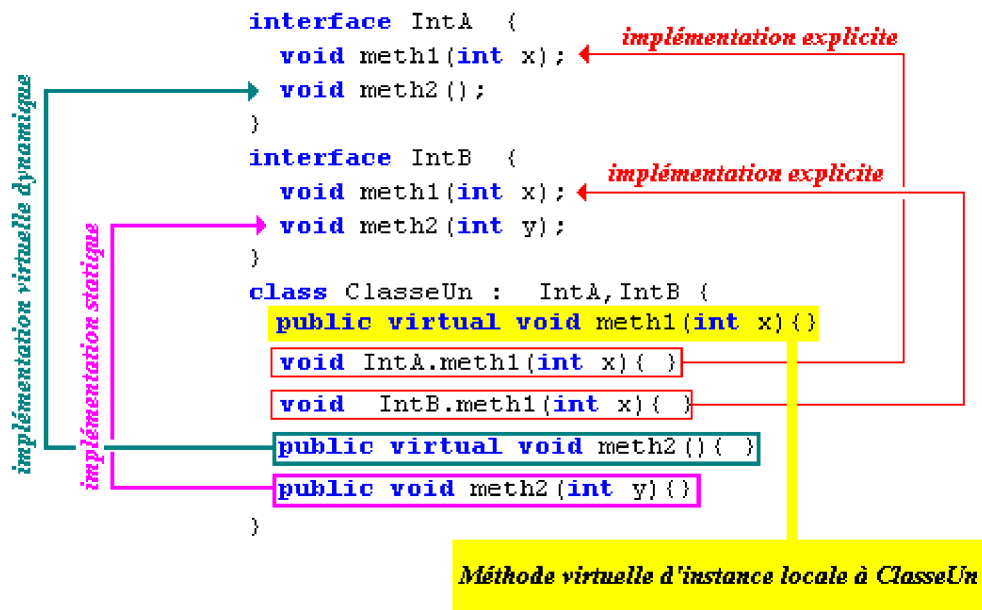 interface IntA {
implémentation explicite
void meth1(int x);
void meth2();
}
interface IntB {
implémentation explicite
void meth1(int x);
void meth2(int y);
}
class ClasseUn : IntA,IntB {
public virtual void meth1(int x){}
void IntA.meth1(int x){ }
void IntB.meth1(int x){ }
public virtual void meth2(){ }
public void meth2(int y){}
}
implémentation virtuelle dynamique
implémentation statique
Méthode virtuelle d'instance locale à ClasseUn